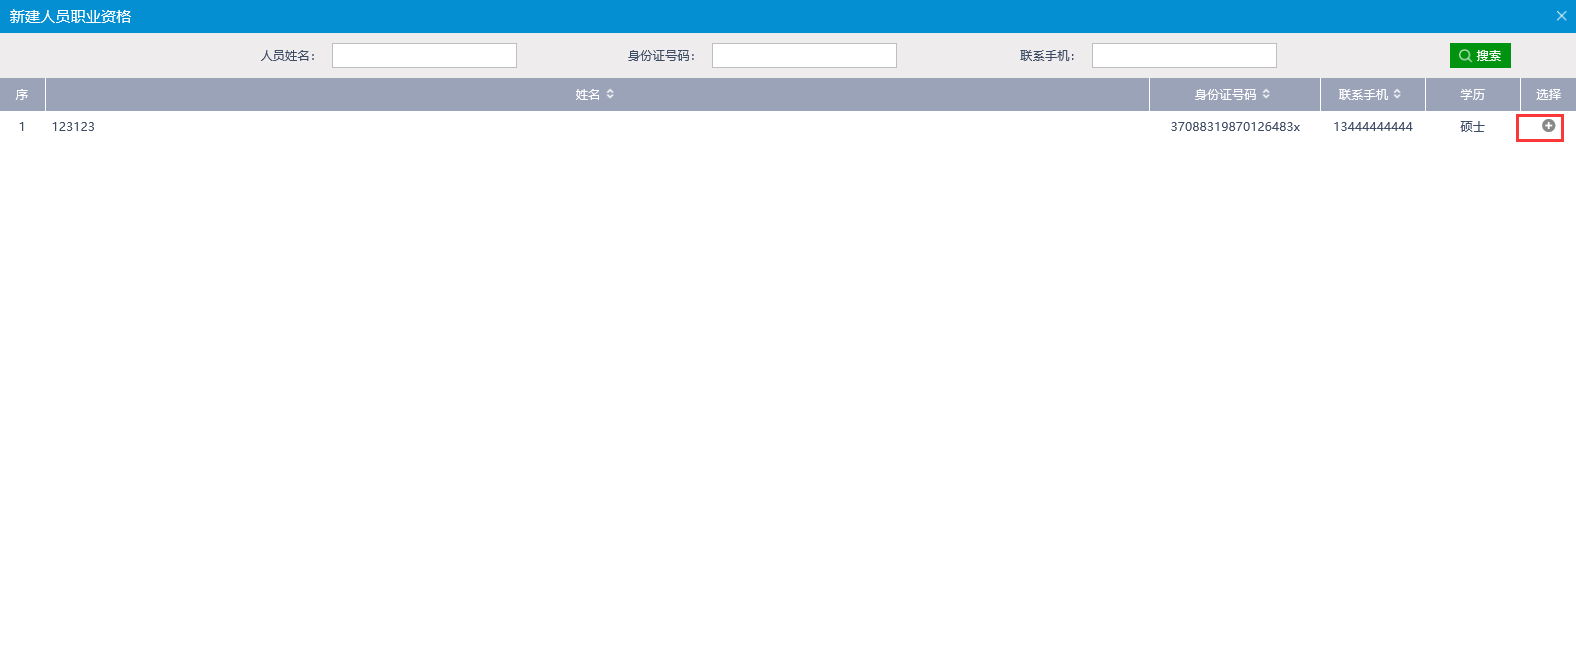 新建人员职业资格
人员姓名： 身份证号码： 联系手机： 搜索
序 姓名 身份证号码 联系手机 学历 选择
1 123123 37088319870126483x 13444444444 硕士